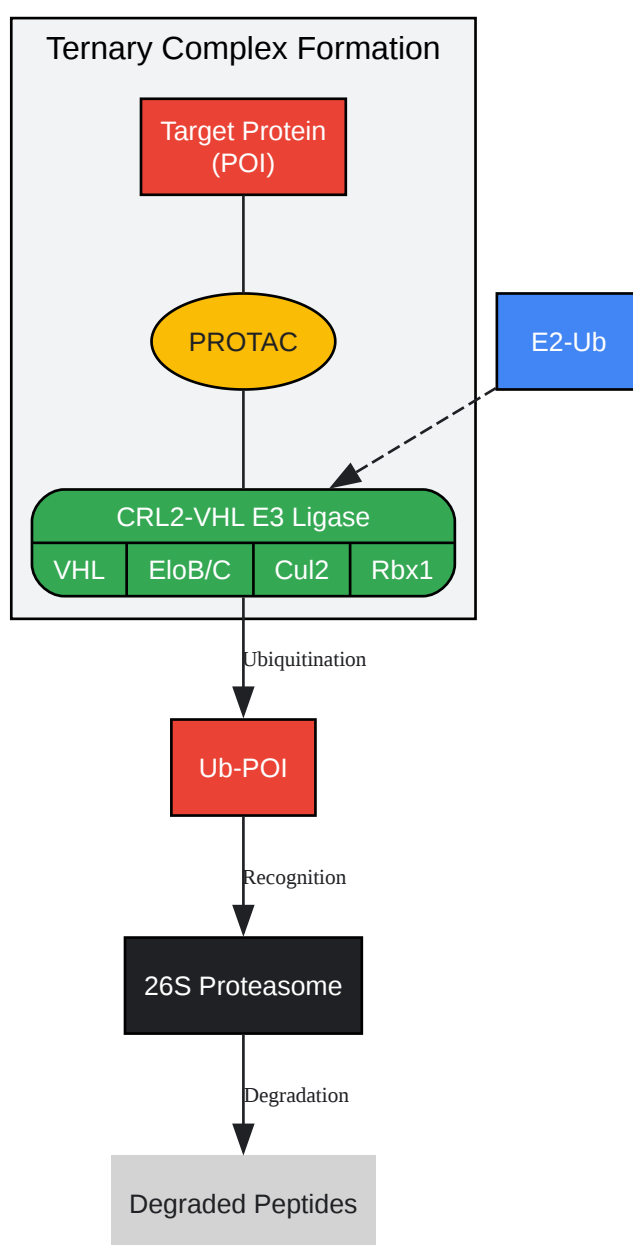 Ternary Complex Formation
Target Protein
(POI)
PROTAC
E2-Ub
CRL2-VHL E3 Ligase
VHL
EloB/C
Cul2
Rbx1
Ubiquitination
Ub-POI
Recognition
26S Proteasome
Degradation
Degraded Peptides